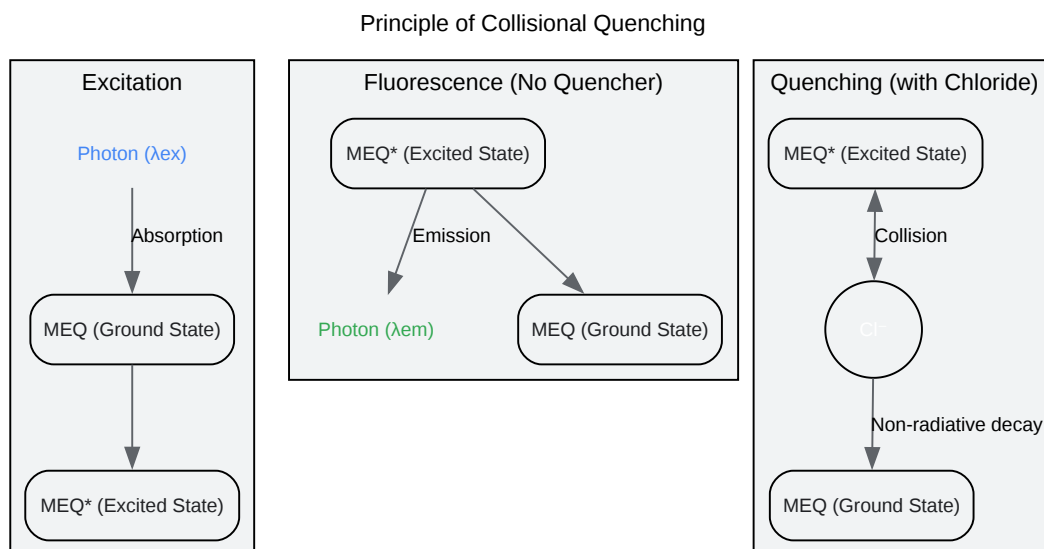 Principle of Collisional Quenching
Excitation
Photon (λex)
Absorption
MEQ (Ground State)
MEQ* (Excited State)
Fluorescence (No Quencher)
MEQ* (Excited State)
Emission
Photon (λem)
MEQ (Ground State)
Quenching (with Chloride)
MEQ* (Excited State)
Collision
Cl⁻
Non-radiative decay
MEQ (Ground State)